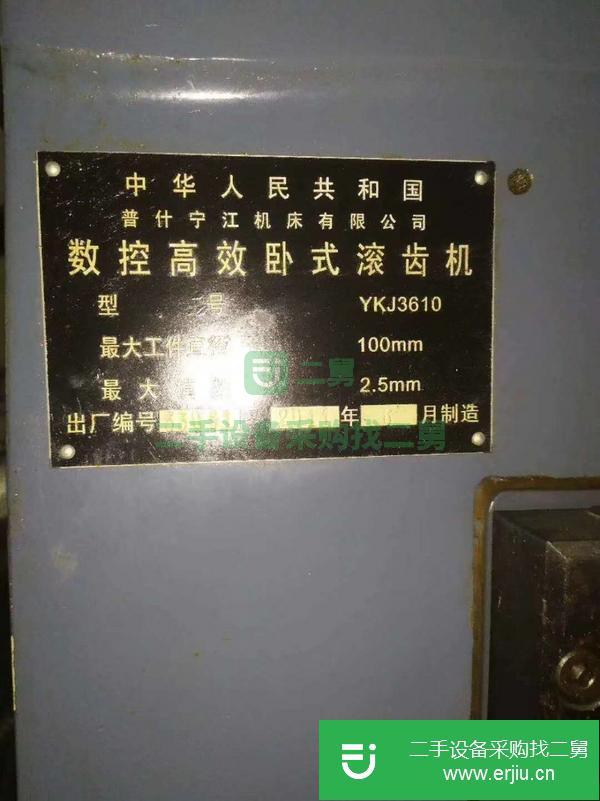 中华人民共和国
普什宁江机床有限公司
数控高效卧式滚齿机
型 号 YKJ3610
最大工件直径 100mm
最大 2.5mm
出厂编号 年 月制造
二舅
二手设备采购找二舅
二手设备采购找二舅
www.erjiu.cn